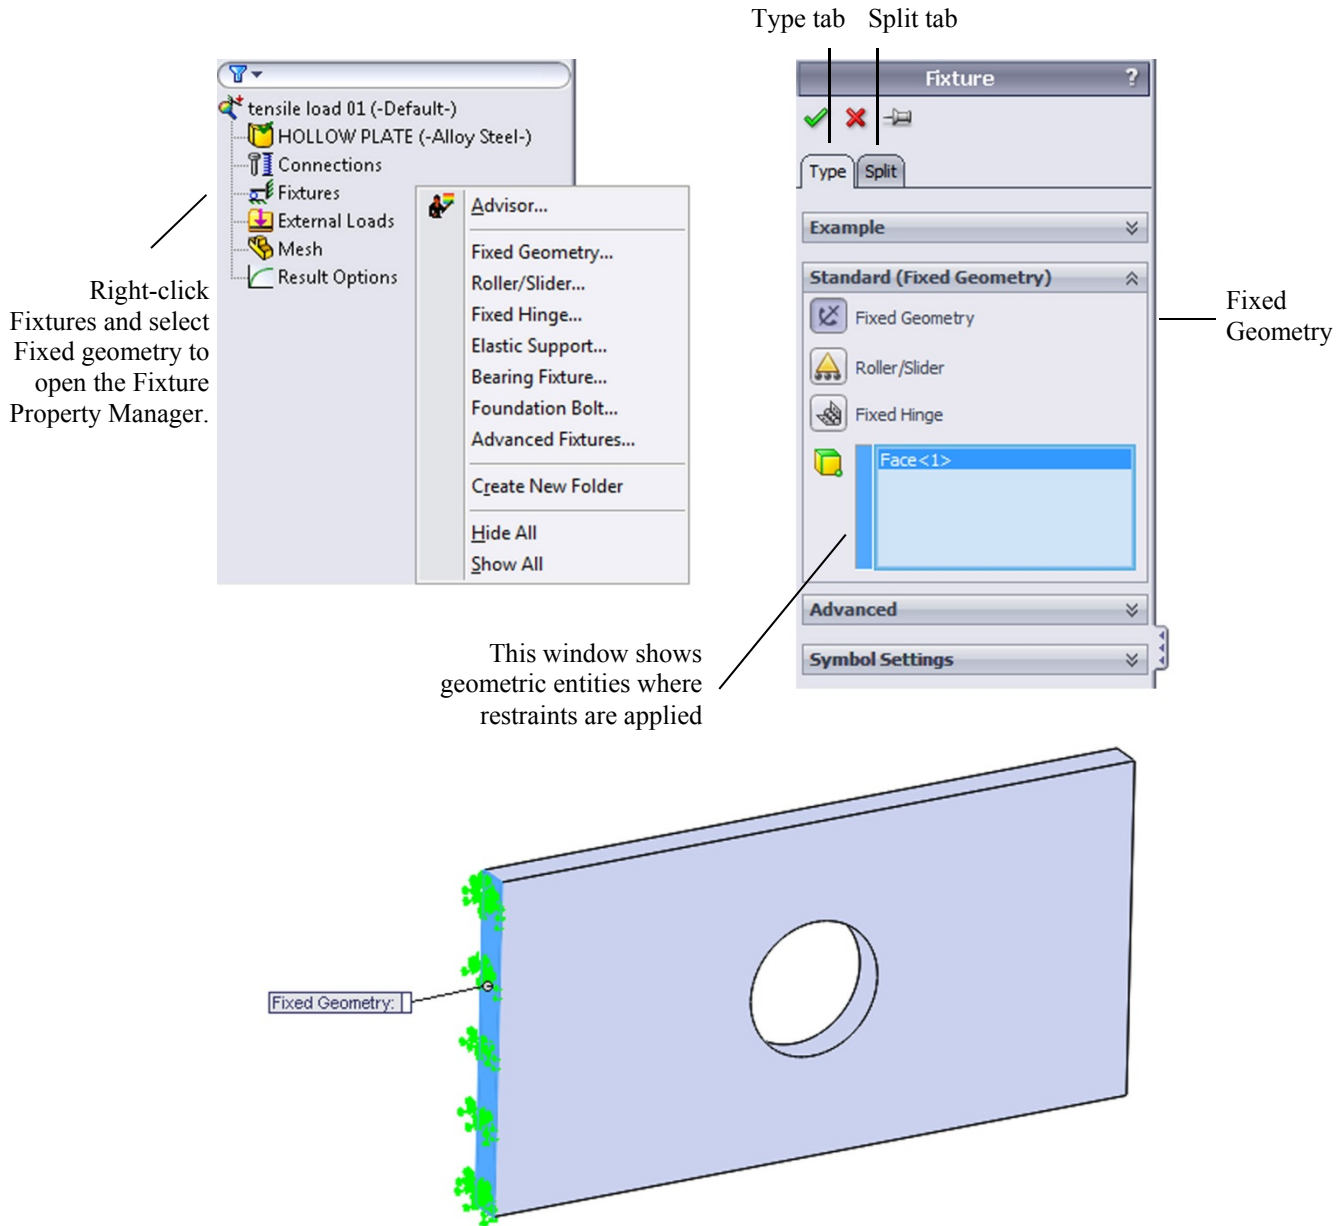 Type tab
Split tab
tensile load 01 (-Default-)
HOLLOW PLATE (-Alloy Steel-)
Connections
Fixtures
External Loads
Mesh
Result Options
Advisor...
Fixed Geometry...
Roller/Slider...
Fixed Hinge...
Elastic Support...
Bearing Fixture...
Foundation Bolt...
Advanced Fixtures...
Create New Folder
Hide All
Show All
Right-click
Fixtures and select
Fixed geometry to
open the Fixture
Property Manager.
Fixture
?
Type
Split
Example
Standard (Fixed Geometry)
Fixed Geometry
Roller/Slider
Fixed Hinge
Face<1>
Advanced
Symbol Settings
Fixed
Geometry
This window shows
geometric entities where
restraints are applied
Fixed Geometry: